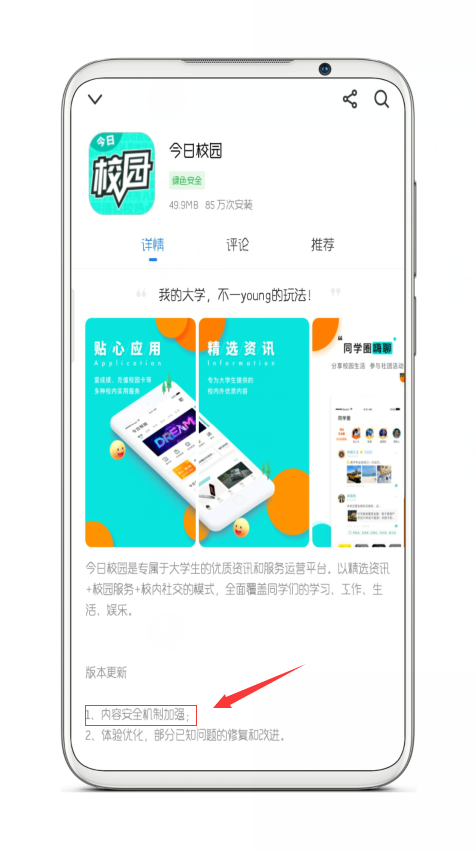 今日
校园
今日校园
绿色安全
49.9MB 85 万次安装
详情 评论 推荐
“ 我的大学，不一young的玩法！ ”
贴心应用
Application
查成绩、充值校园卡等
多种校内实用服务
DREAM
精选资讯
Information
专为大学生提供的
校内外优质内容
同学圈嗨聊
分享校园生活 参与社团活动
同学圈
今日校园是专属于大学生的优质资讯和服务运营平台。以精选资讯
+校园服务+校内社交的模式，全面覆盖同学们的学习、工作、生
活、娱乐。
版本更新
1、内容安全机制加强；
2、体验优化，部分已知问题的修复和改进。